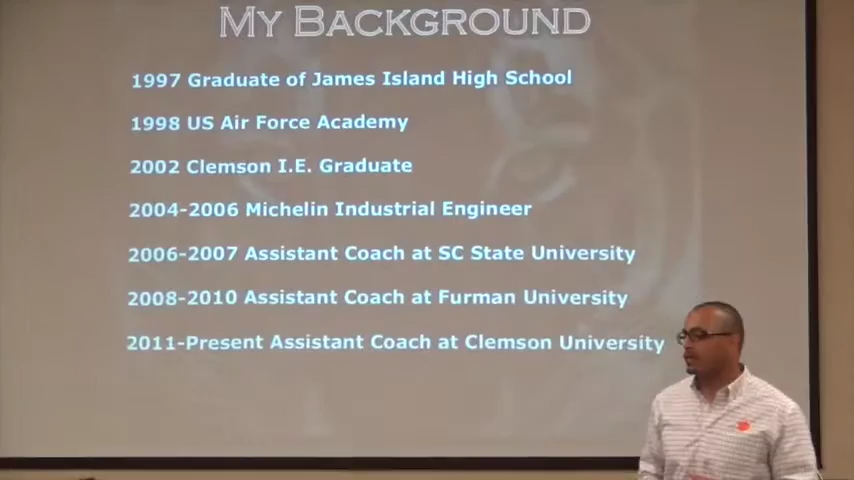 MY BACKGROUND
1997 Graduate of James Island High School
1998 US Air Force Academy
2002 Clemson I.E. Graduate
2004-2006 Michelin Industrial Engineer
2006-2007 Assistant Coach at SC State University
2008-2010 Assistant Coach at Furman University
2011-Present Assistant Coach at Clemson University